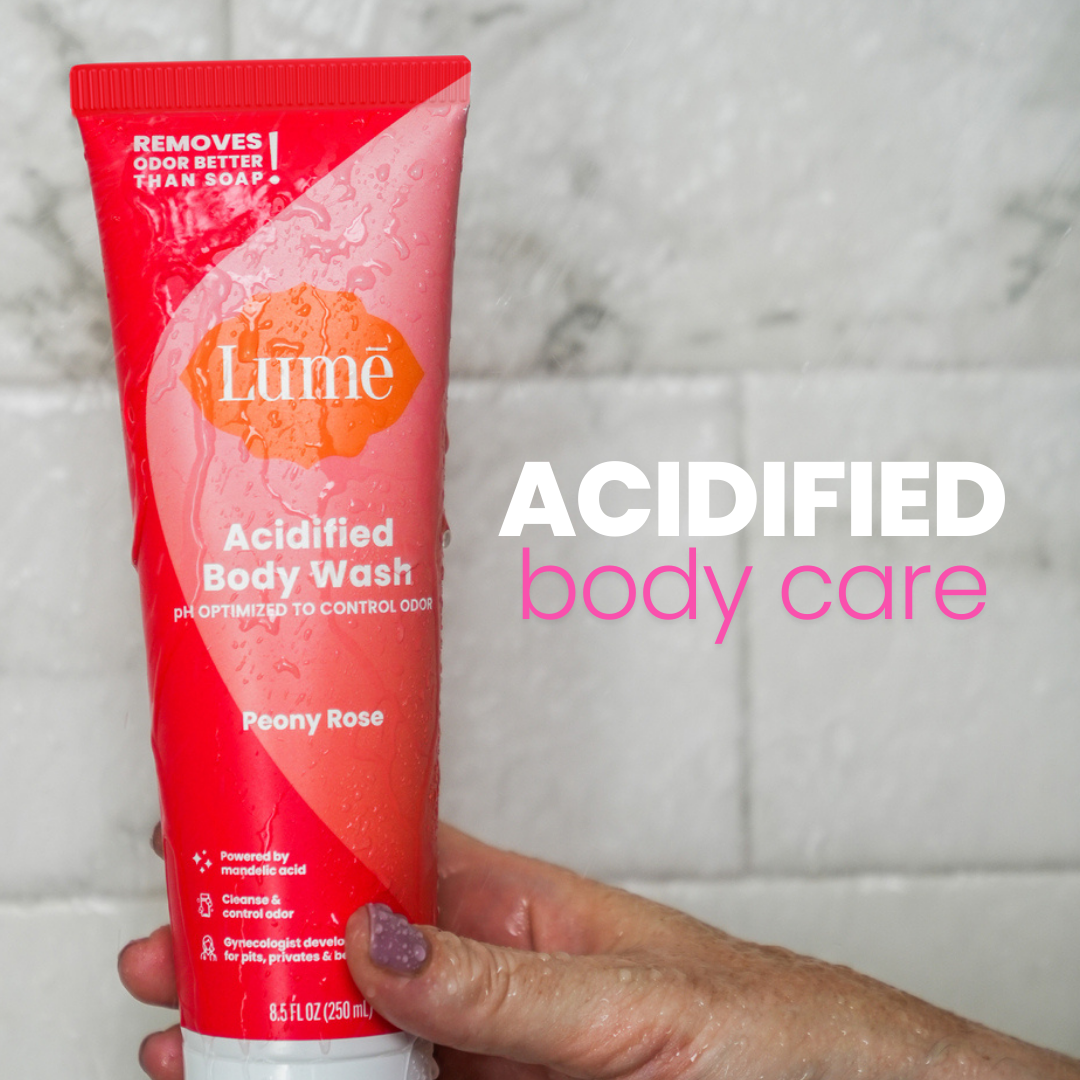 REMOVES
ODOR BETTER
THAN SOAP!
Lumē
Acidified
Body Wash
pH OPTIMIZED TO CONTROL ODOR
Peony Rose
Powered by
mandelic acid
Cleanse &
control odor
Gynecologist
for pits, privates &
8.5 FL OZ (250 mL)
ACIDIFIED
body care